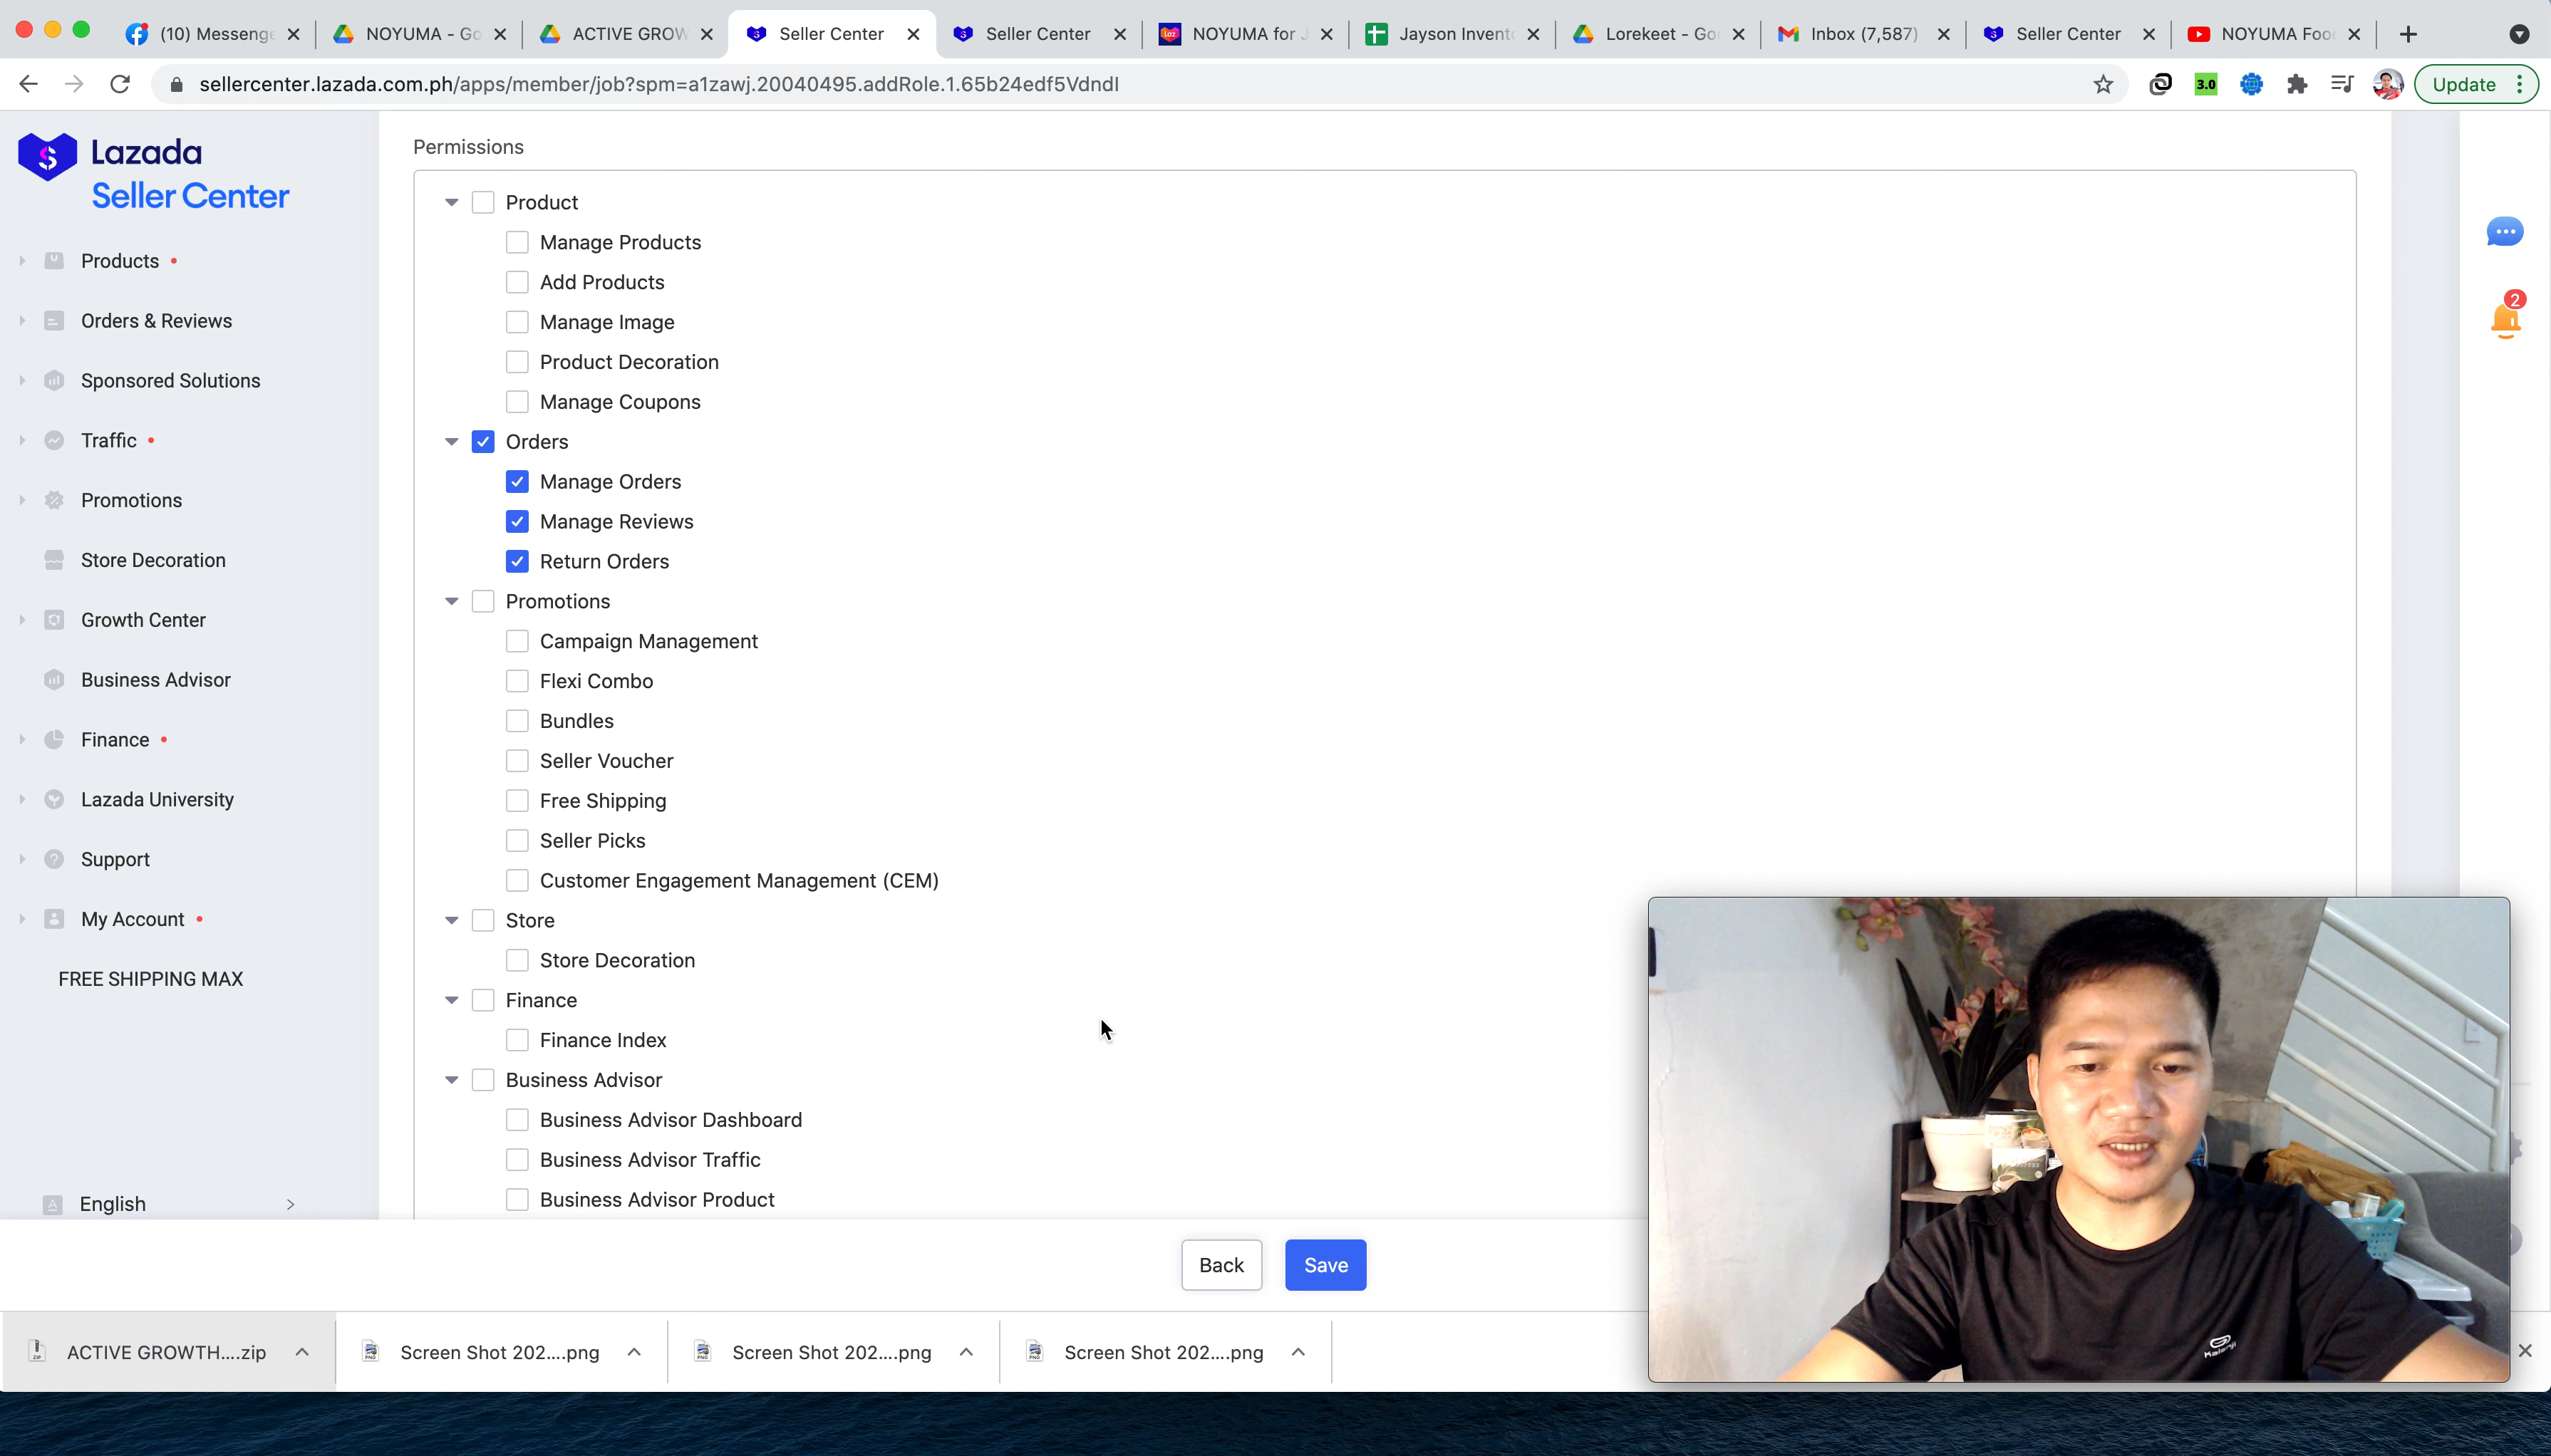 (10) Messenge
NOYUMA - Go
ACTIVE GROW
Seller Center
Seller Center
NOYUMA for J
Jayson Invent
Lorekeet - Go
Inbox (7,587)
Seller Center
NOYUMA Foo
sellercenter.lazada.com.ph/apps/member/job?spm=a1zawj.20040495.addRole.1.65b24edf5VdndI
3.0
Update
Lazada
Seller Center
Products
Orders & Reviews
Sponsored Solutions
Traffic
Promotions
Store Decoration
Growth Center
Business Advisor
Finance
Lazada University
Support
My Account
FREE SHIPPING MAX
English
Permissions
Product
Manage Products
Add Products
Manage Image
Product Decoration
Manage Coupons
Orders
Manage Orders
Manage Reviews
Return Orders
Promotions
Campaign Management
Flexi Combo
Bundles
Seller Voucher
Free Shipping
Seller Picks
Customer Engagement Management (CEM)
Store
Store Decoration
Finance
Finance Index
Business Advisor
Business Advisor Dashboard
Business Advisor Traffic
Business Advisor Product
2
Back
Save
Kalenji
ACTIVE GROWTH....zip
Screen Shot 202....png
Screen Shot 202....png
Screen Shot 202....png